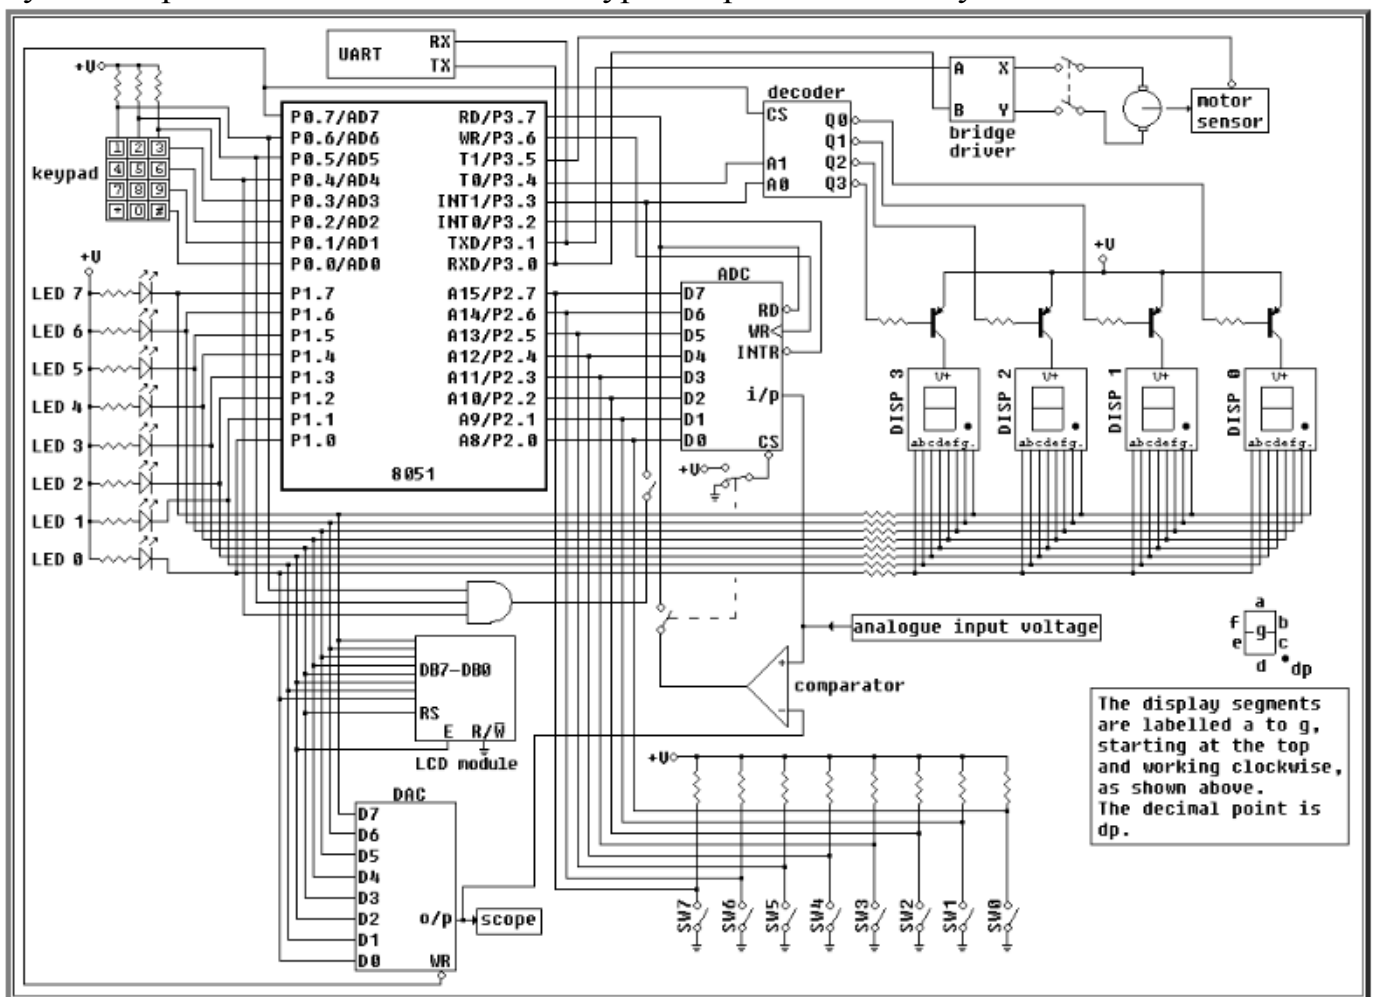 UART
RX
TX
+V
keypad
1 2 3
4 5 6
7 8 9
* 0 #
P0.7/AD7 RD/P3.7
P0.6/AD6 WR/P3.6
P0.5/AD5 T1/P3.5
P0.4/AD4 T0/P3.4
P0.3/AD3 INT1/P3.3
P0.2/AD2 INT0/P3.2
P0.1/AD1 TXD/P3.1
P0.0/AD0 RXD/P3.0
P1.7 A15/P2.7
P1.6 A14/P2.6
P1.5 A13/P2.5
P1.4 A12/P2.4
P1.3 A11/P2.3
P1.2 A10/P2.2
P1.1 A9/P2.1
P1.0 A8/P2.0
8051
+V
LED 7
LED 6
LED 5
LED 4
LED 3
LED 2
LED 1
LED 0
decoder
CS
Q0
Q1
A1 Q2
A0 Q3
A X
B Y
bridge
driver
motor
sensor
ADC
D7
D6 RD
D5 WR
D4 INTR
D3
D2 i/p
D1
D0 CS
+V
+V
DISP 3
V+
abcdefg.
DISP 2
V+
abcdefg.
DISP 1
V+
abcdefg.
DISP 0
V+
abcdefg.
analogue input voltage
comparator
+
−
DB7-DB0
RS
E R/W̅
LCD module
DAC
D7
D6
D5
D4
D3
D2 o/p
D1
D0 WR
scope
+V
SW7 SW6 SW5 SW4 SW3 SW2 SW1 SW0
a
f g b
e c
d dp
The display segments
are labelled a to g,
starting at the top
and working clockwise,
as shown above.
The decimal point is
dp.